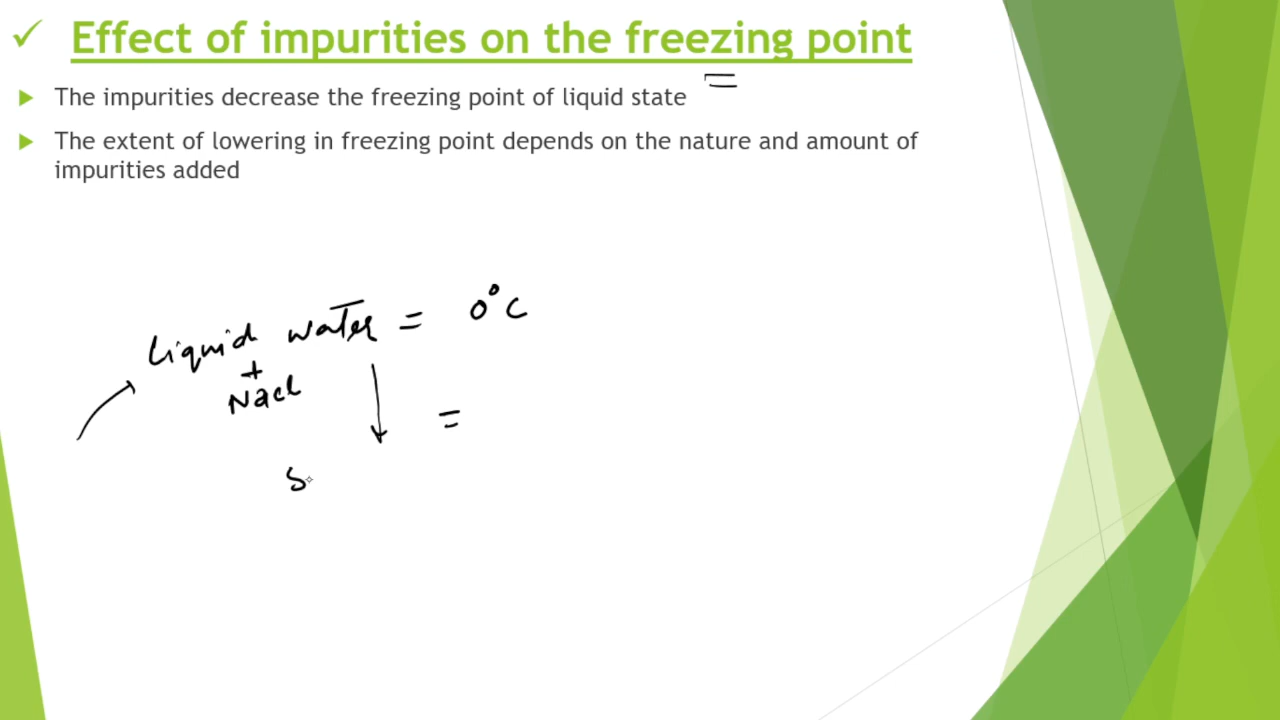 ✓ Effect of impurities on the freezing point
The impurities decrease the freezing point of liquid state
The extent of lowering in freezing point depends on the nature and amount of
impurities added
Liquid water = 0°C
+
Nacl
=
S